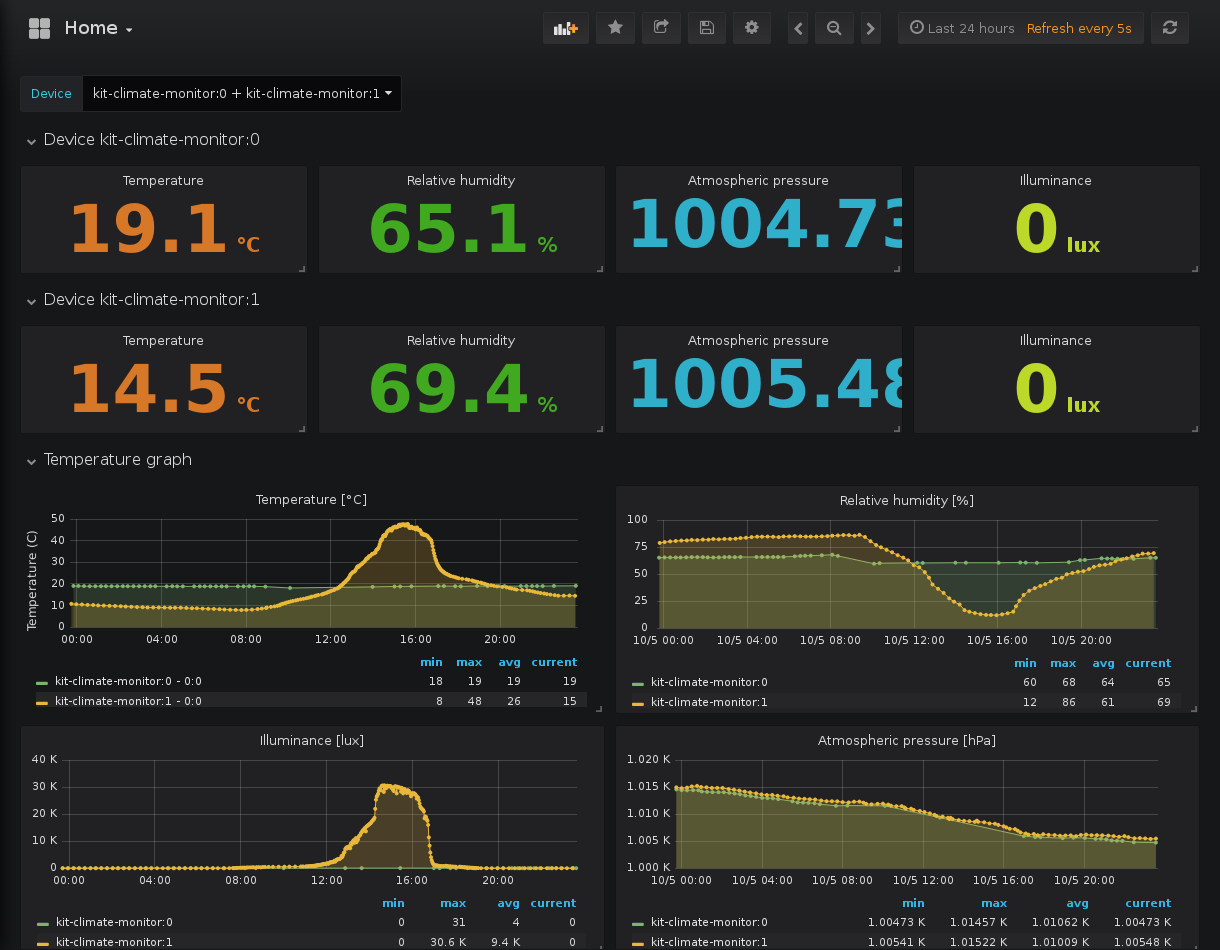 Home
Last 24 hours Refresh every 5s
Device kit-climate-monitor:0 + kit-climate-monitor:1
Device kit-climate-monitor:0
Temperature Relative humidity Atmospheric pressure Illuminance
19.1 °C 65.1 % 1004.73 0 lux
Device kit-climate-monitor:1
Temperature Relative humidity Atmospheric pressure Illuminance
14.5 °C 69.4 % 1005.48 0 lux
Temperature graph
Temperature [°C]
Temperature (C)
50
40
30
20
10
0
00:00 04:00 08:00 12:00 16:00 20:00
min max avg current
kit-climate-monitor:0 - 0:0 18 19 19 19
kit-climate-monitor:1 - 0:0 8 48 26 15
Relative humidity [%]
100
75
50
25
0
10/5 00:00 10/5 04:00 10/5 08:00 10/5 12:00 10/5 16:00 10/5 20:00
min max avg current
kit-climate-monitor:0 60 68 64 65
kit-climate-monitor:1 12 86 61 69
Illuminance [lux]
40 K
30 K
20 K
10 K
0
00:00 04:00 08:00 12:00 16:00 20:00
min max avg current
kit-climate-monitor:0 0 31 4 0
kit-climate-monitor:1 0 30.6 K 9.4 K 0
Atmospheric pressure [hPa]
1.020 K
1.015 K
1.010 K
1.005 K
1.000 K
10/5 00:00 10/5 04:00 10/5 08:00 10/5 12:00 10/5 16:00 10/5 20:00
min max avg current
kit-climate-monitor:0 1.00473 K 1.01457 K 1.01062 K 1.00473 K
kit-climate-monitor:1 1.00541 K 1.01522 K 1.01009 K 1.00548 K